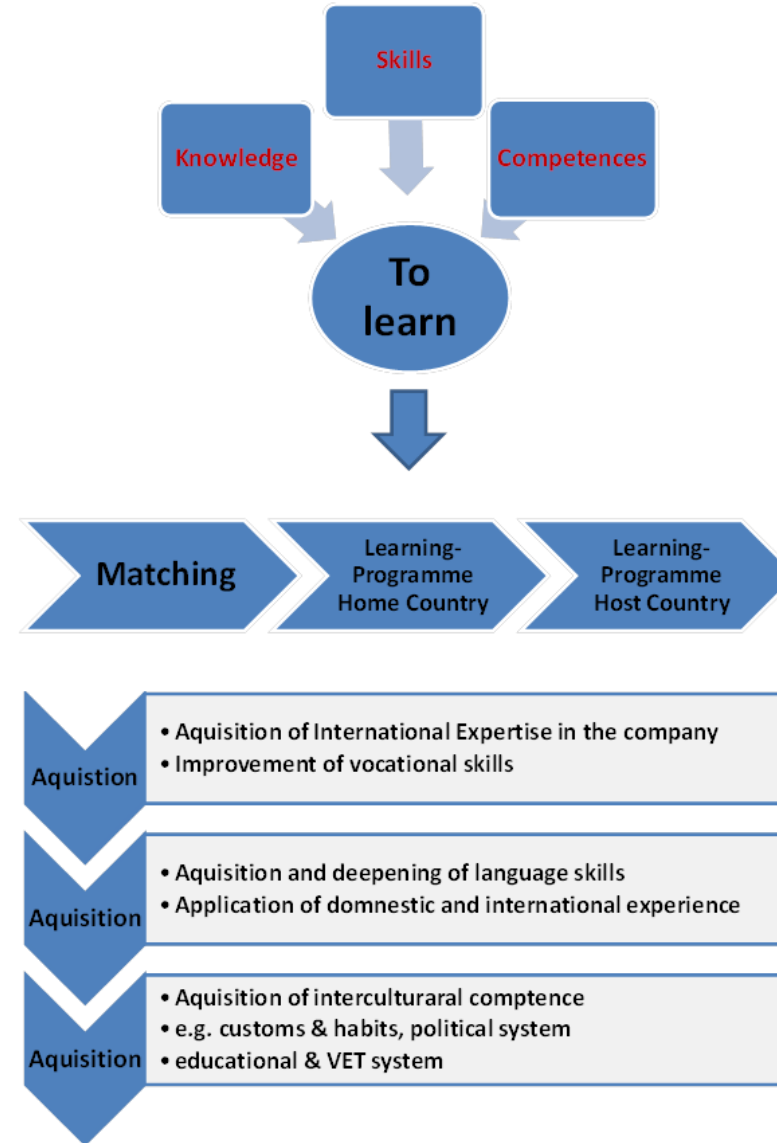 Skills
Knowledge
Competences
To
learn
Matching
Learning-
Programme
Home Country
Learning-
Programme
Host Country
Aquistion
• Aquisition of International Expertise in the company
• Improvement of vocational skills
Aquisition
• Aquisition and deepening of language skills
• Application of domnestic and international experience
Aquisition
• Aquisition of interculturaral comptence
• e.g. customs & habits, political system
• educational & VET system